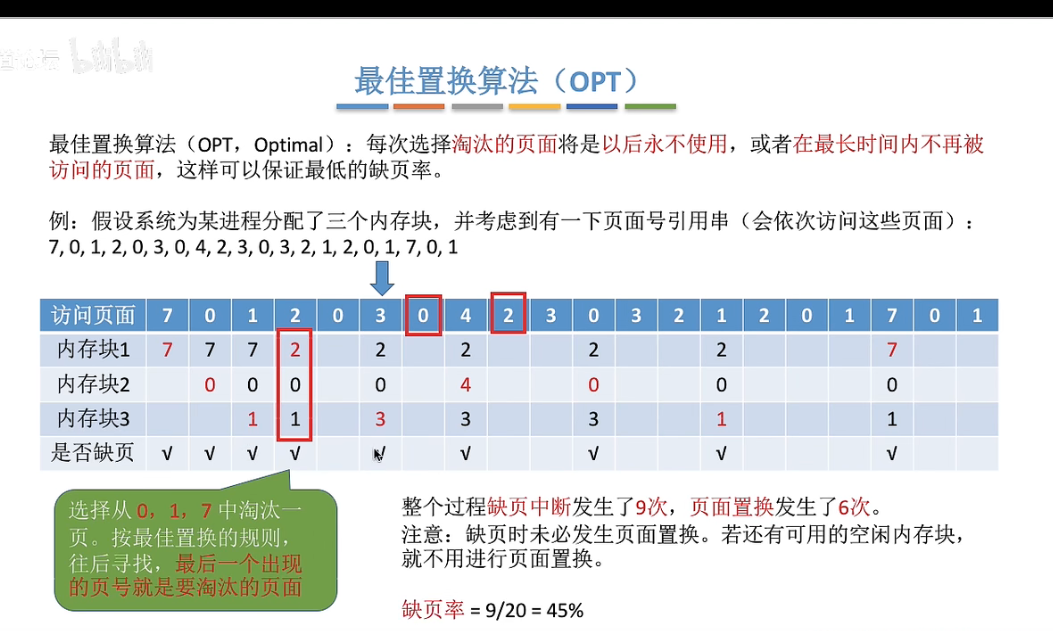 最佳置换算法（OPT）
最佳置换算法（OPT，Optimal）：每次选择淘汰的页面将是以后永不使用，或者在最长时间内不再被
访问的页面，这样可以保证最低的缺页率。
例：假设系统为某进程分配了三个内存块，并考虑到有一下页面号引用串（会依次访问这些页面）：
7, 0, 1, 2, 0, 3, 0, 4, 2, 3, 0, 3, 2, 1, 2, 0, 1, 7, 0, 1
访问页面 7 0 1 2 0 3 0 4 2 3 0 3 2 1 2 0 1 7 0 1
内存块1 7 7 7 2 2 2 2 2 7
内存块2 0 0 0 0 4 0 0 0
内存块3 1 1 3 3 3 1 1
是否缺页 √ √ √ √ √ √ √ √ √
选择从 0，1，7 中淘汰一
页。按最佳置换的规则，
往后寻找，最后一个出现
的页号就是要淘汰的页面
整个过程缺页中断发生了9次，页面置换发生了6次。
注意：缺页时未必发生页面置换。若还有可用的空闲内存块，
就不用进行页面置换。
缺页率 = 9/20 = 45%